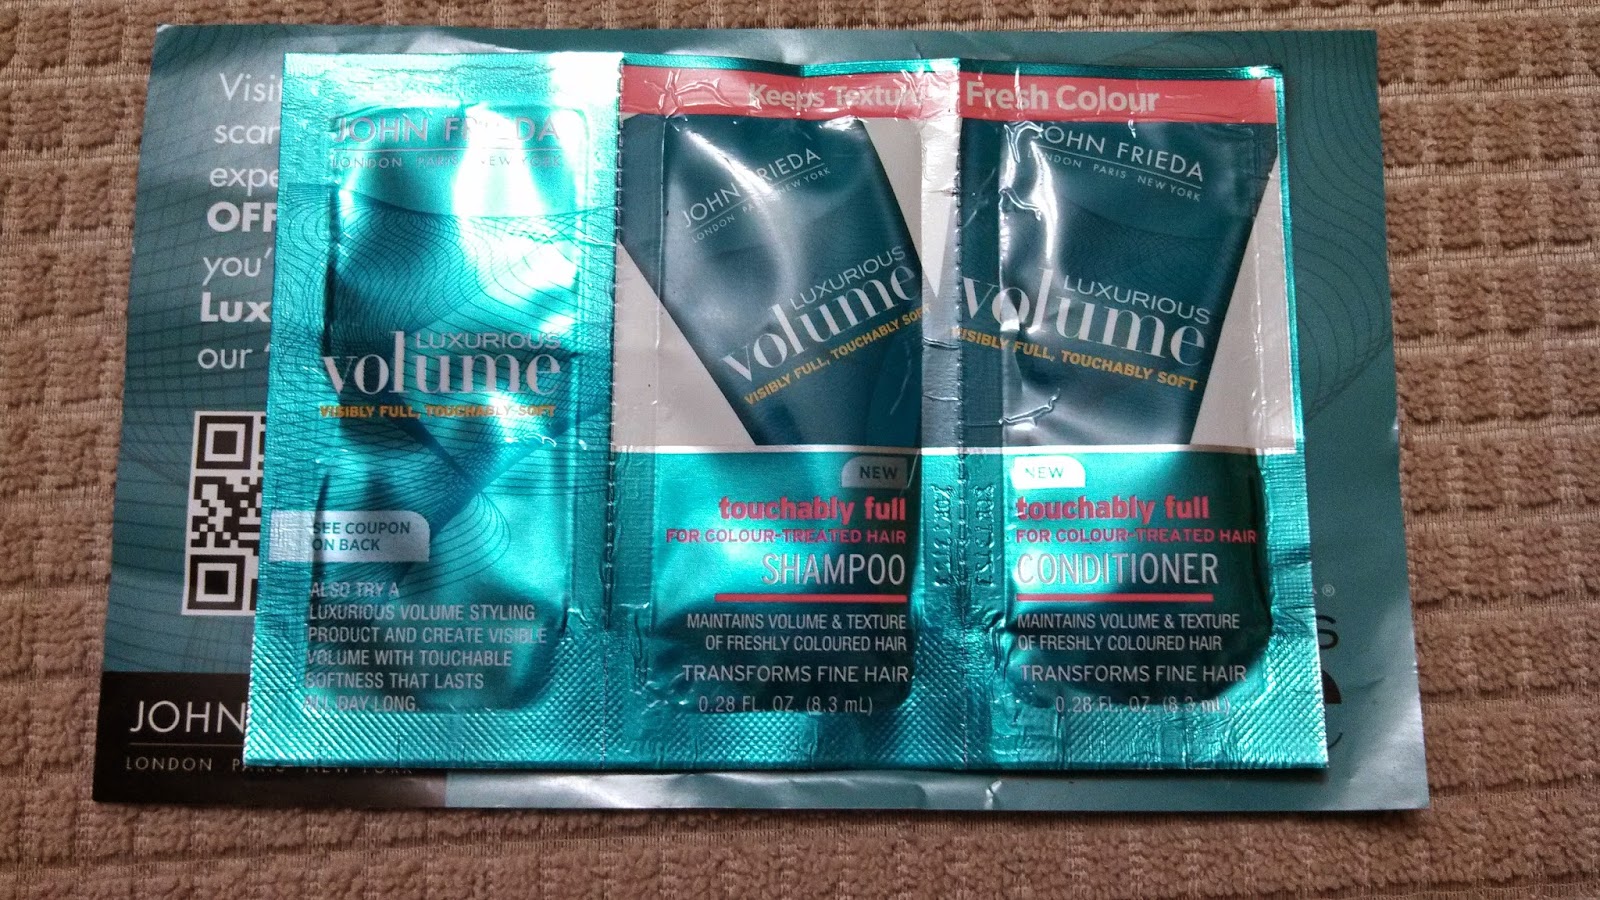 Visit
scan
expe
OFF
you'
Lux
our
JOHN
LONDON PARIS NEW YORK
JOHN FRIEDA
LONDON PARIS NEW YORK
LUXURIOUS
volume
VISIBLY FULL, TOUCHABLY SOFT
SEE COUPON
ON BACK
ALSO TRY A
LUXURIOUS VOLUME STYLING
PRODUCT AND CREATE VISIBLE
VOLUME WITH TOUCHABLE
SOFTNESS THAT LASTS
ALL DAY LONG.
Keeps Texture Fresh Colour
JOHN FRIEDA
LONDON PARIS NEW YORK
LUXURIOUS
volume
VISIBLY FULL, TOUCHABLY SOFT
NEW
touchably full
FOR COLOUR-TREATED HAIR
SHAMPOO
MAINTAINS VOLUME & TEXTURE
OF FRESHLY COLOURED HAIR
TRANSFORMS FINE HAIR
0.28 FL. OZ. (8.3 mL)
JOHN FRIEDA
LONDON PARIS NEW YORK
LUXURIOUS
volume
VISIBLY FULL, TOUCHABLY SOFT
NEW
touchably full
FOR COLOUR-TREATED HAIR
CONDITIONER
MAINTAINS VOLUME & TEXTURE
OF FRESHLY COLOURED HAIR
TRANSFORMS FINE HAIR
0.28 FL. OZ. (8.3 mL)